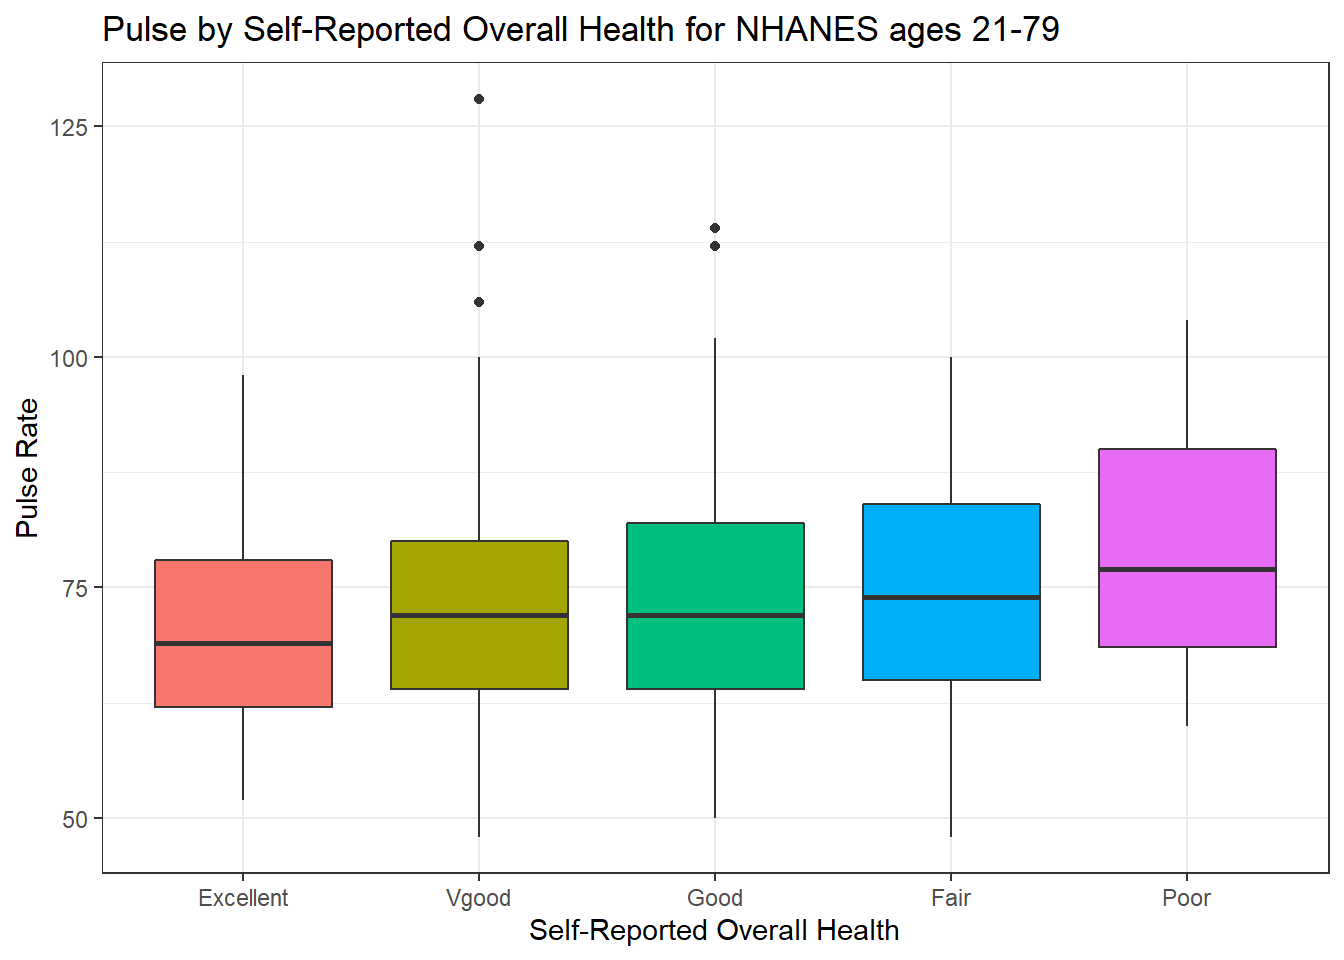 Pulse by Self-Reported Overall Health for NHANES ages 21-79
125
100
75
50
Pulse Rate
Excellent Vgood Good Fair Poor
Self-Reported Overall Health